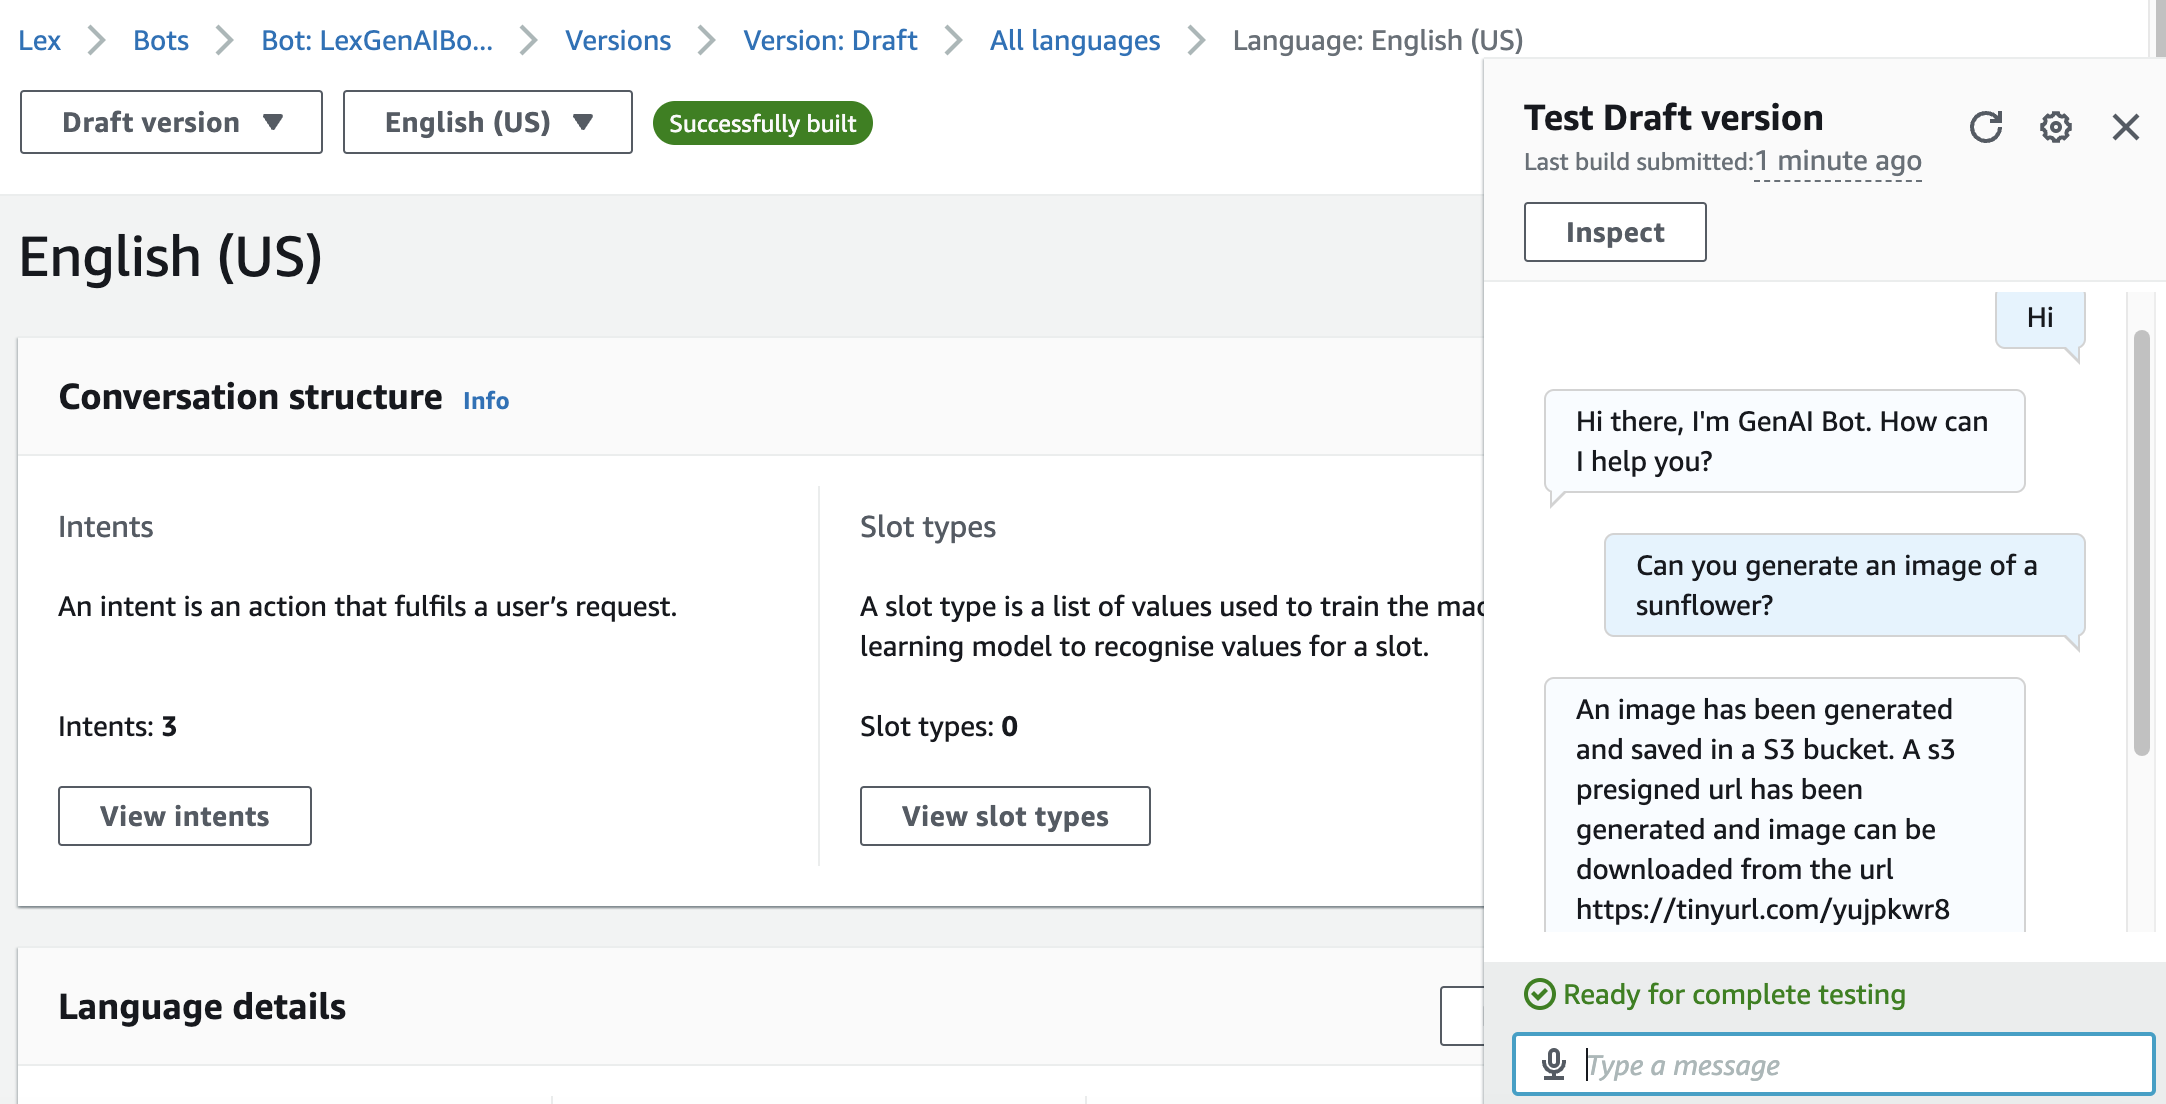 Lex Bots Bot: LexGenAIBo... Versions Version: Draft All languages Language: English (US)
Draft version English (US) Successfully built
English (US)
Conversation structure Info
Intents
An intent is an action that fulfils a user’s request.
Intents: 3
View intents
Slot types
A slot type is a list of values used to train the mac
learning model to recognise values for a slot.
Slot types: 0
View slot types
Language details
Test Draft version
Last build submitted: 1 minute ago
Inspect
Hi
Hi there, I'm GenAI Bot. How can
I help you?
Can you generate an image of a
sunflower?
An image has been generated
and saved in a S3 bucket. A s3
presigned url has been
generated and image can be
downloaded from the url
https://tinyurl.com/yujpkwr8
Ready for complete testing
Type a message